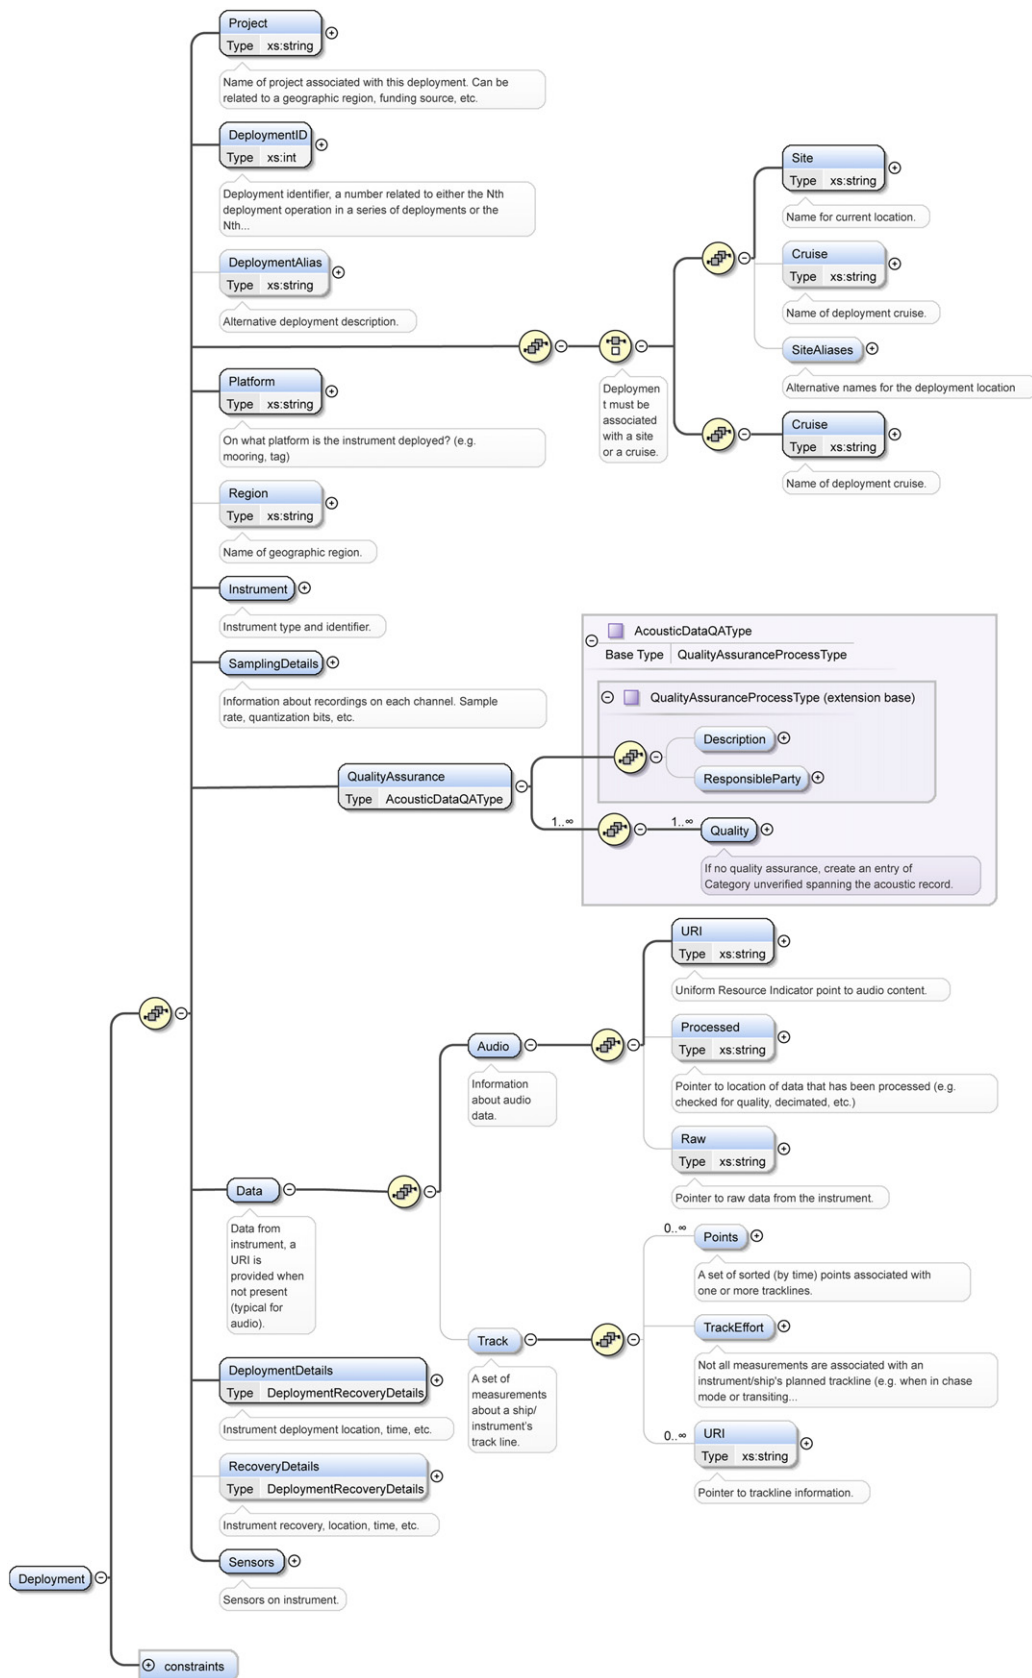 Project
Type xs:string
Name of project associated with this deployment. Can be
related to a geographic region, funding source, etc.
DeploymentID
Type xs:int
Deployment identifier, a number related to either the Nth
deployment operation in a series of deployments or the
Nth...
DeploymentAlias
Type xs:string
Alternative deployment description.
Site
Type xs:string
Name for current location.
Cruise
Type xs:string
Name of deployment cruise.
SiteAliases
Alternative names for the deployment location
Deploymen
t must be
associated
with a site
or a cruise.
Cruise
Type xs:string
Name of deployment cruise.
Platform
Type xs:string
On what platform is the instrument deployed? (e.g.
mooring, tag)
Region
Type xs:string
Name of geographic region.
Instrument
Instrument type and identifier.
SamplingDetails
Information about recordings on each channel. Sample
rate, quantization bits, etc.
AcousticDataQAType
Base Type QualityAssuranceProcessType
QualityAssuranceProcessType (extension base)
Description
ResponsibleParty
QualityAssurance
Type AcousticDataQAType
1..∞
1..∞
Quality
If no quality assurance, create an entry of
Category unverified spanning the acoustic record.
URI
Type xs:string
Uniform Resource Indicator point to audio content.
Processed
Type xs:string
Pointer to location of data that has been processed (e.g.
checked for quality, decimated, etc.)
Raw
Type xs:string
Pointer to raw data from the instrument.
Audio
Information
about audio
data.
Data
Data from
instrument, a
URI is
provided when
not present
(typical for
audio).
0..∞
Points
A set of sorted (by time) points associated with
one or more tracklines.
TrackEffort
Not all measurements are associated with an
instrument/ship's planned trackline (e.g. when in chase
mode or transiting...
0..∞
URI
Type xs:string
Pointer to trackline information.
Track
A set of
measurements
about a ship/
instrument's
track line.
DeploymentDetails
Type DeploymentRecoveryDetails
Instrument deployment location, time, etc.
RecoveryDetails
Type DeploymentRecoveryDetails
Instrument recovery, location, time, etc.
Sensors
Sensors on instrument.
Deployment
constraints